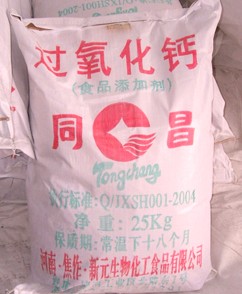 过氧化钙
(食品添加剂)
同昌
Tongchang
执行标准: Q/JXSH001-2004
净重: 25Kg
保质期: 常温下十八个月
河南·焦作·新元生物化工食品有限公司